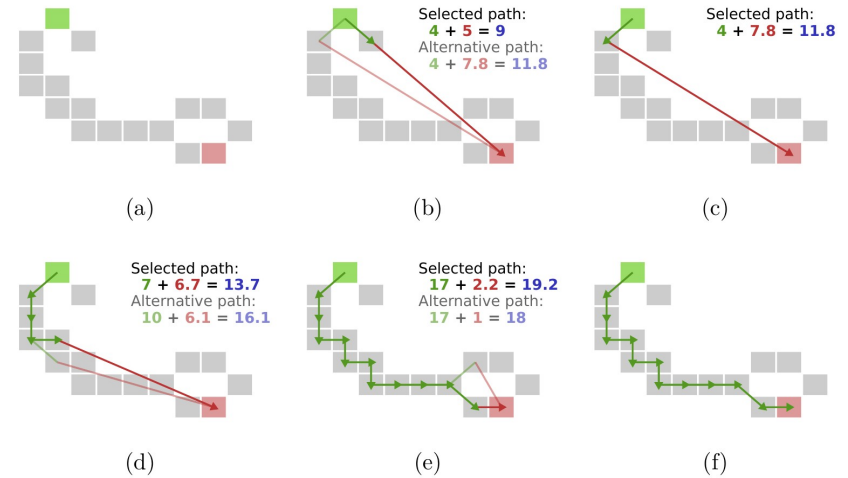 Selected path:
4 + 5 = 9
Alternative path:
4 + 7.8 = 11.8
Selected path:
4 + 7.8 = 11.8
(a)
(b)
(c)
Selected path:
7 + 6.7 = 13.7
Alternative path:
10 + 6.1 = 16.1
Selected path:
17 + 2.2 = 19.2
Alternative path:
17 + 1 = 18
(d)
(e)
(f)